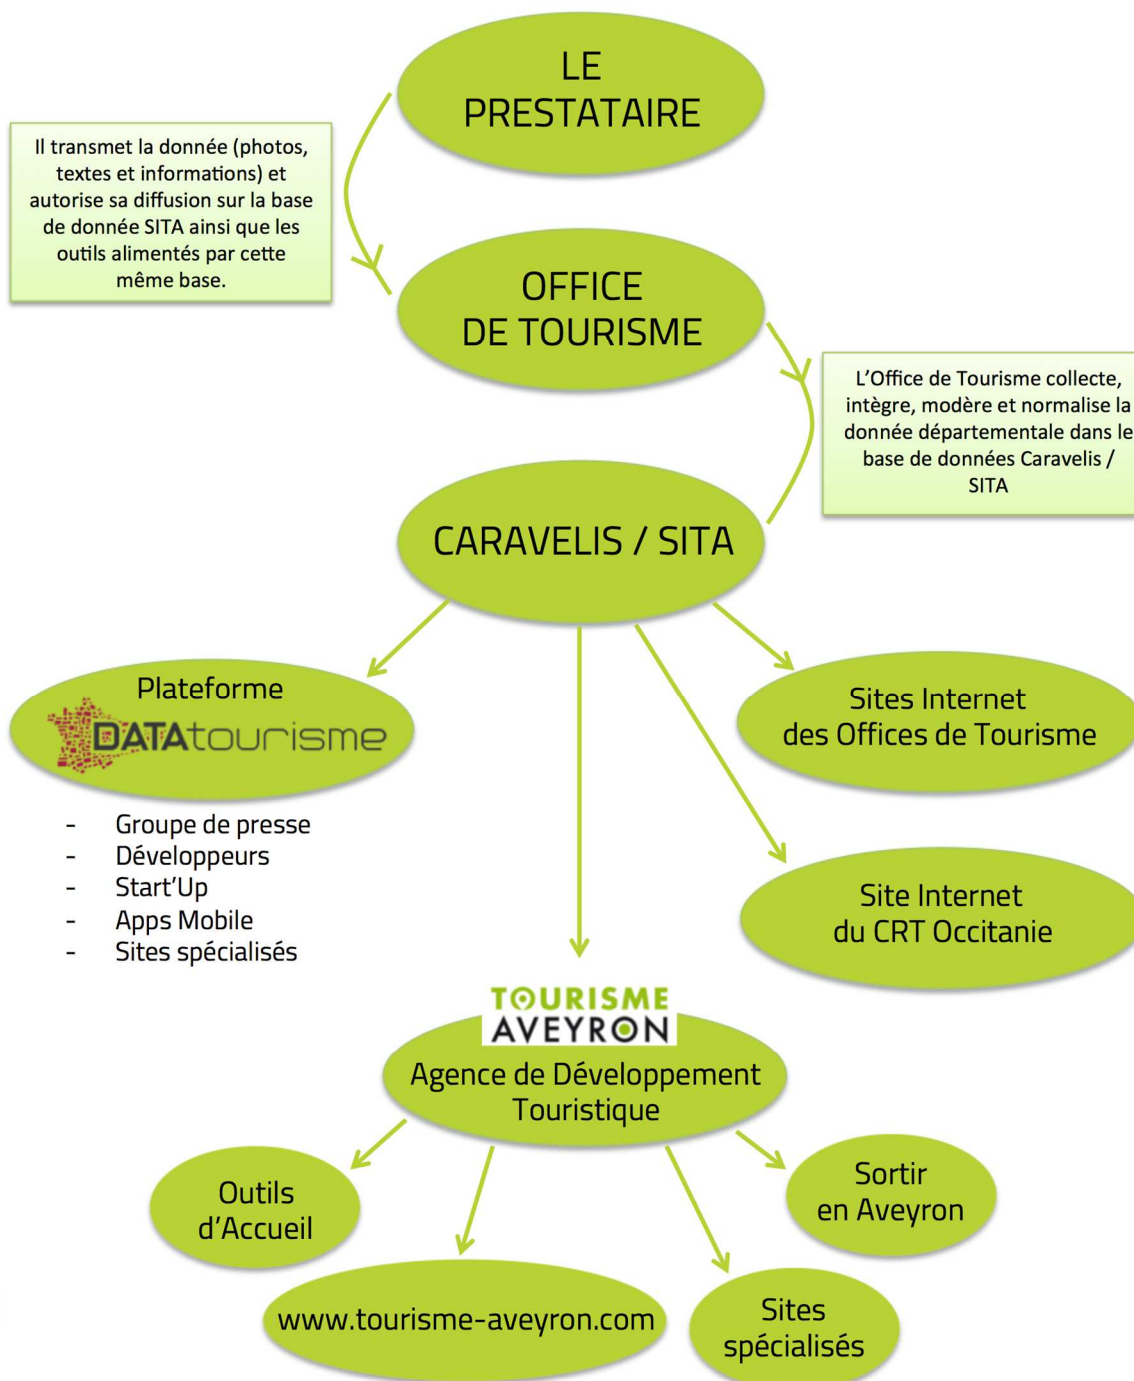 LE
PRESTATAIRE
Il transmet la donnée (photos,
textes et informations) et
autorise sa diffusion sur la base
de donnée SITA ainsi que les
outils alimentés par cette
même base.
OFFICE
DE TOURISME
L'Office de Tourisme collecte,
intègre, modère et normalise la
donnée départementale dans le
base de données Caravelis /
SITA
CARAVELIS / SITA
Plateforme
DATAtourisme
- Groupe de presse
- Développeurs
- Start'Up
- Apps Mobile
- Sites spécialisés
Sites Internet
des Offices de Tourisme
Site Internet
du CRT Occitanie
TOURISME
AVEYRON
Agence de Développement
Touristique
Outils
d'Accueil
Sortir
en Aveyron
www.tourisme-aveyron.com
Sites
spécialisés